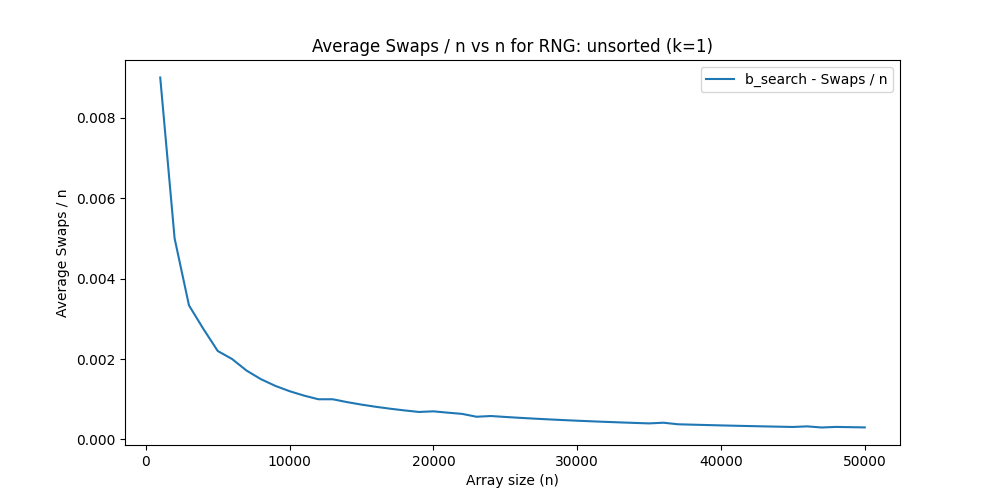 Average Swaps / n vs n for RNG: unsorted (k=1)
b_search - Swaps / n
0.008
0.006
0.004
0.002
0.000
Average Swaps / n
0 10000 20000 30000 40000 50000
Array size (n)